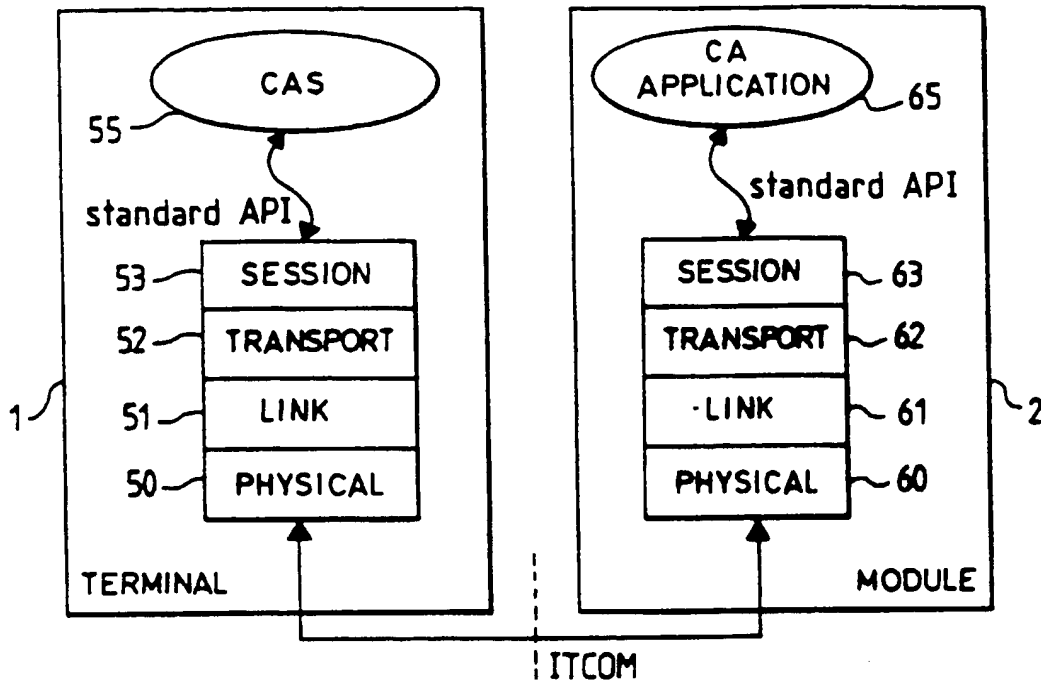 CAS
55
standard API
53 SESSION
52 TRANSPORT
51 LINK
50 PHYSICAL
1
TERMINAL
CA
APPLICATION
65
standard API
SESSION 63
TRANSPORT 62
LINK 61
PHYSICAL 60
2
MODULE
ITCOM